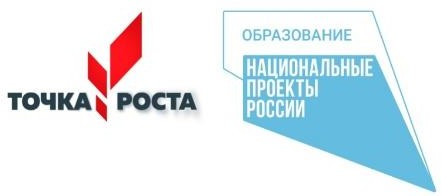 ТОЧКА РОСТА
ОБРАЗОВАНИЕ
НАЦИОНАЛЬНЫЕ
ПРОЕКТЫ
РОССИИ